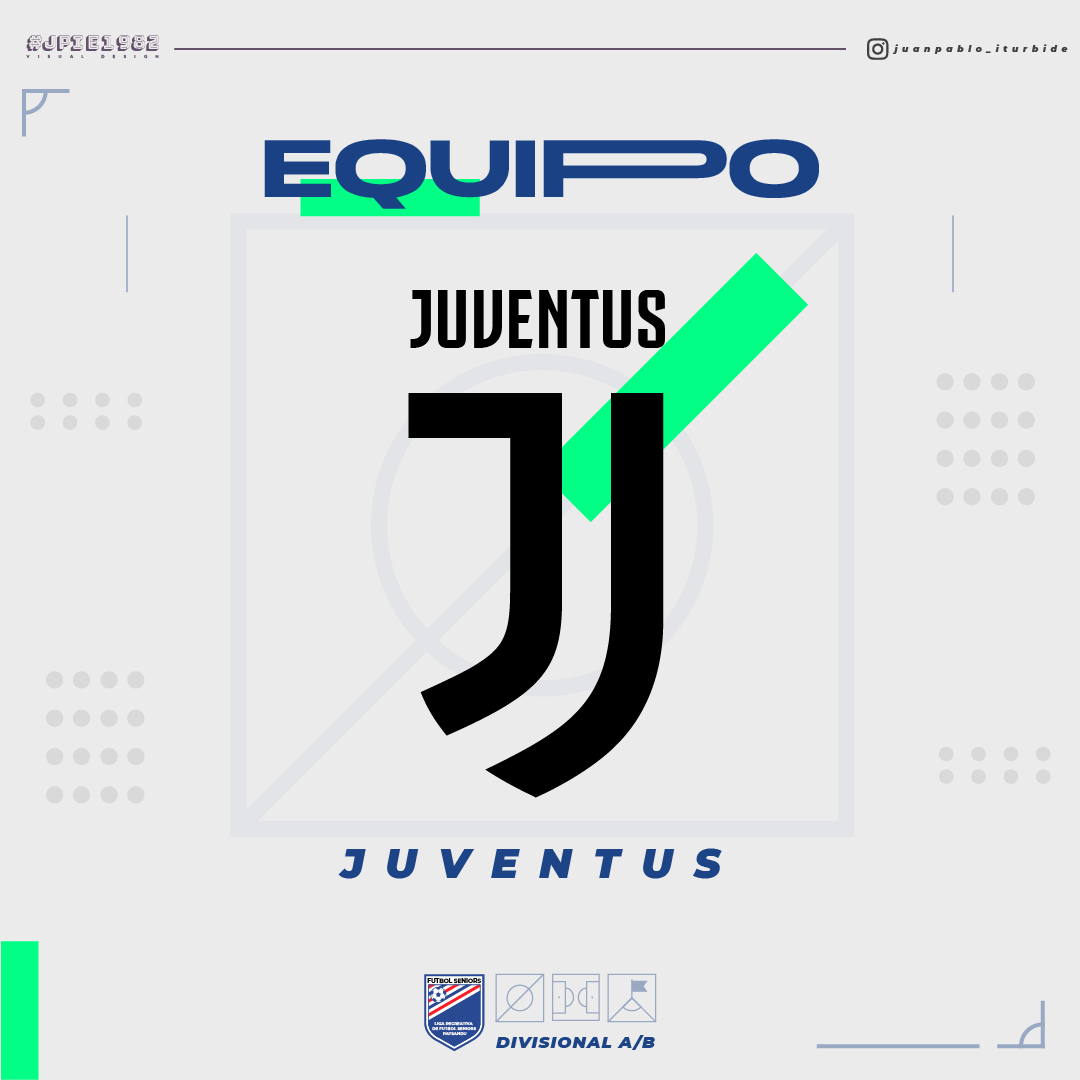 #JPIE1982
VISUAL DESIGN
juanpablo_iturbide
EQUIPO
JUVENTUS
JUVENTUS
FUTBOL SENIORS
LIGA RECREATIVA
DE FUTBOL SENIORS
PAYSANDU
DIVISIONAL A/B